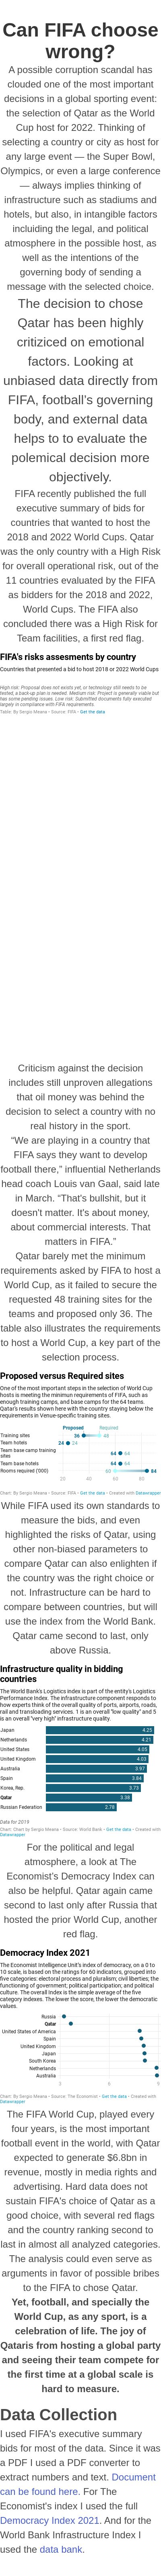 Can FIFA choose
wrong?
A possible corruption scandal has
clouded one of the most important
decisions in a global sporting event:
the selection of Qatar as the World
Cup host for 2022. Thinking of
selecting a country or city as host for
any large event — the Super Bowl,
Olympics, or even a large conference
— always implies thinking of
infrastructure such as stadiums and
hotels, but also, in intangible factors
including the legal, and political
atmosphere in the possible host, as
well as the intentions of the
governing body of sending a
message with the selected choice.
The decision to chose
Qatar has been highly
critiziced on emotional
factors. Looking at
unbiased data directly from
FIFA, football's governing
body, and external data
helps to to evaluate the
polemical decision more
objectively.
FIFA recently published the full
executive summary of bids for
countries that wanted to host the
2018 and 2022 World Cups. Qatar
was the only country with a High Risk
for overall operational risk, out of the
11 countries evaluated by the FIFA
as bidders for the 2018 and 2022,
World Cups. The FIFA also
concluded there was a High Risk for
Team facilities, a first red flag.
FIFA's risks assesments by country
Countries that presented a bid to host 2018 or 2022 World Cups
High risk: Proposal does not exists yet, or technology still needs to be
tested, a back-up plan is needed. Medium risk: Project is generally viable but
has some pending issues. Low risk: Submitted documents fully executed
largely in compliance with FIFA requirements.
Table: By Sergio Meana • Source: FIFA • Get the data
Criticism against the decision
includes still unproven allegations
that oil money was behind the
decision to select a country with no
real history in the sport.
"We are playing in a country that
FIFA says they want to develop
football there," influential Netherlands
head coach Louis van Gaal, said late
in March. "That's bullshit, but it
doesn't matter. It's about money,
about commercial interests. That
matters in FIFA."
Qatar barely met the minimum
requirements asked by FIFA to host a
World Cup, as it failed to secure the
requested 48 training sites for the
teams and proposed only 36. The
table also illustrates the requirements
to host a World Cup, a key part of the
selection process.
Proposed versus Required sites
One of the most important steps in the selection of World Cup
hosts is meeting the minimum requirements of FIFA, such as
enough training camps, and base camps for the 64 teams.
Qatar's results here were poor with they staying below the
requirements in some areas.
Proposed Required
Training sites 36 48
Team hotels 24 24
Team base camp training
sites 64 64
Team base hotels 64 64
Rooms required ('000) 60 84
20 40 60 80
Chart: By Sergio Meana • Source: FIFA • Get the data • Created with Datawrapper
While FIFA used its own standards to
measure the bids, and even
highlighted the risks of Qatar, using
other non-biased parameters to
compare Qatar can also enlighten if
the country was the right choice or
not. Infrastructure can be hard to
compare between countries, but will
use the index from the World Bank.
Qatar came second to last, only
above Russia.
Infrastructure quality in bidding
countries
The World Bank's Logistics Index is part of the entity's Logistics
Performance Index. The infrastructure component responds to
experts think of the overall quality of ports, airports, roads,
rail and transhipping services. 1 is an overall "low quality" and 5
is an overall "very high" infrastructure quality.
Japan 4.25
Netherlands 4.21
United States 4.05
United Kingdom 4.03
Australia 3.97
Spain 3.84
Korea, Rep. 3.73
Qatar 3.38
Russian Federation 2.78
Data for 2019
Chart: Chart by Sergio Meana • Source: World Bank • Get the data • Created with
Datawrapper
For the political and legal
atmosphere, a look at The
Economist's Democracy Index can
also be helpful. Qatar again came
second to last only after Russia that
hosted the prior World Cup, another
red flag.
Democracy Index 2021
The Economist Intelligence Unit's index of democracy, on a 0 to
10 scale, is based on the ratings for 60 indicators, grouped into
five categories: electoral process and pluralism; civil liberties; the
functioning of government; political participation; and political
culture. The overall index is the simple average of the five
category indexes. The lower the score, the less the democratic
values.
Russia
Qatar
United States of America
Spain
United Kingdom
Japan
South Korea
Netherlands
Australia
Chart: By Sergio Meana • Source: The Economist • Get the data • Created with
Datawrapper
The FIFA World Cup, played every
four years, is the most important
football event in the world, with Qatar
expected to generate $6.8bn in
revenue, mostly in media rights and
advertising. Hard data does not
sustain FIFA's choice of Qatar as a
good choice, with several red flags
and the country ranking second to
last in almost all analyzed categories.
The analysis could even serve as
arguments in favor of possible bribes
to the FIFA to chose Qatar.
Yet, football, and specially the
World Cup, as any sport, is a
celebration of life. The joy of
Qataris from hosting a global party
and seeing their team compete for
the first time at a global scale is
hard to measure.
Data Collection
I used FIFA's executive summary
bids for most of the data. Since it was
a PDF I used a PDF converter to
extract numbers and text. Document
can be found here. For The
Economist's index I used the full
Democracy Index 2021. And for the
World Bank Infrastructure Index I
used the data bank.